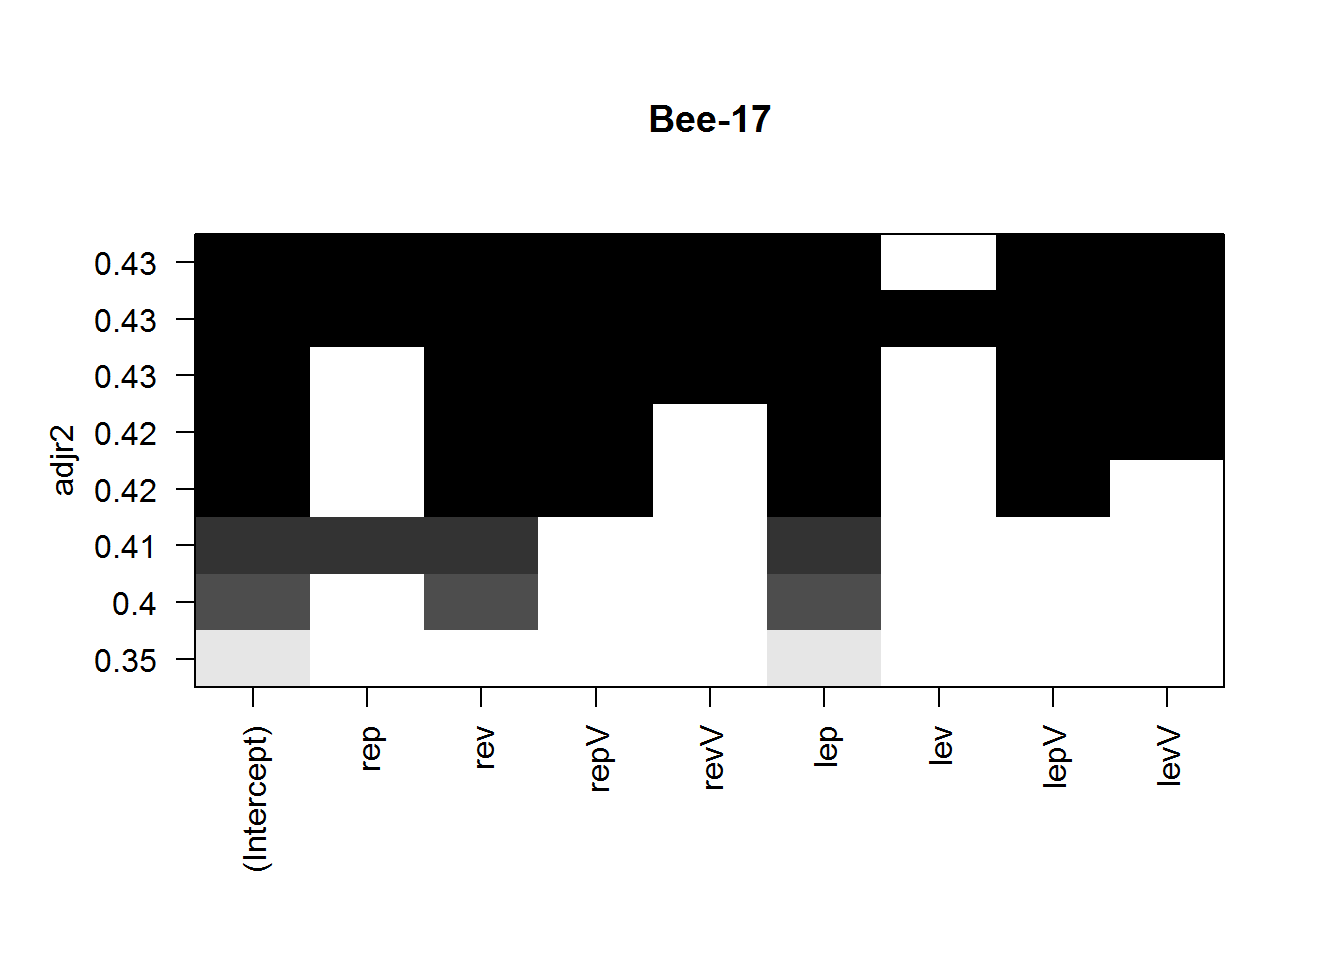 Bee-17
adjr2
0.43
0.43
0.43
0.42
0.42
0.41
0.4
0.35
(Intercept)
rep
rev
repV
revV
lep
lev
lepV
levV